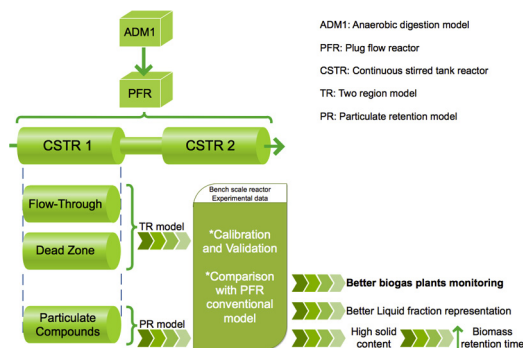 ADM1
PFR
CSTR 1
CSTR 2
ADM1: Anaerobic digestion model
PFR: Plug flow reactor
CSTR: Continuous stirred tank reactor
TR: Two region model
PR: Particulate retention model
Flow-Through
Dead Zone
TR model
Particulate
Compounds
PR model
Bench scale reactor
Experimental data
*Calibration
and Validation
*Comparison
with PFR
conventional
model
Better biogas plants monitoring
Better Liquid fraction representation
High solid
content
Biomass
retention time